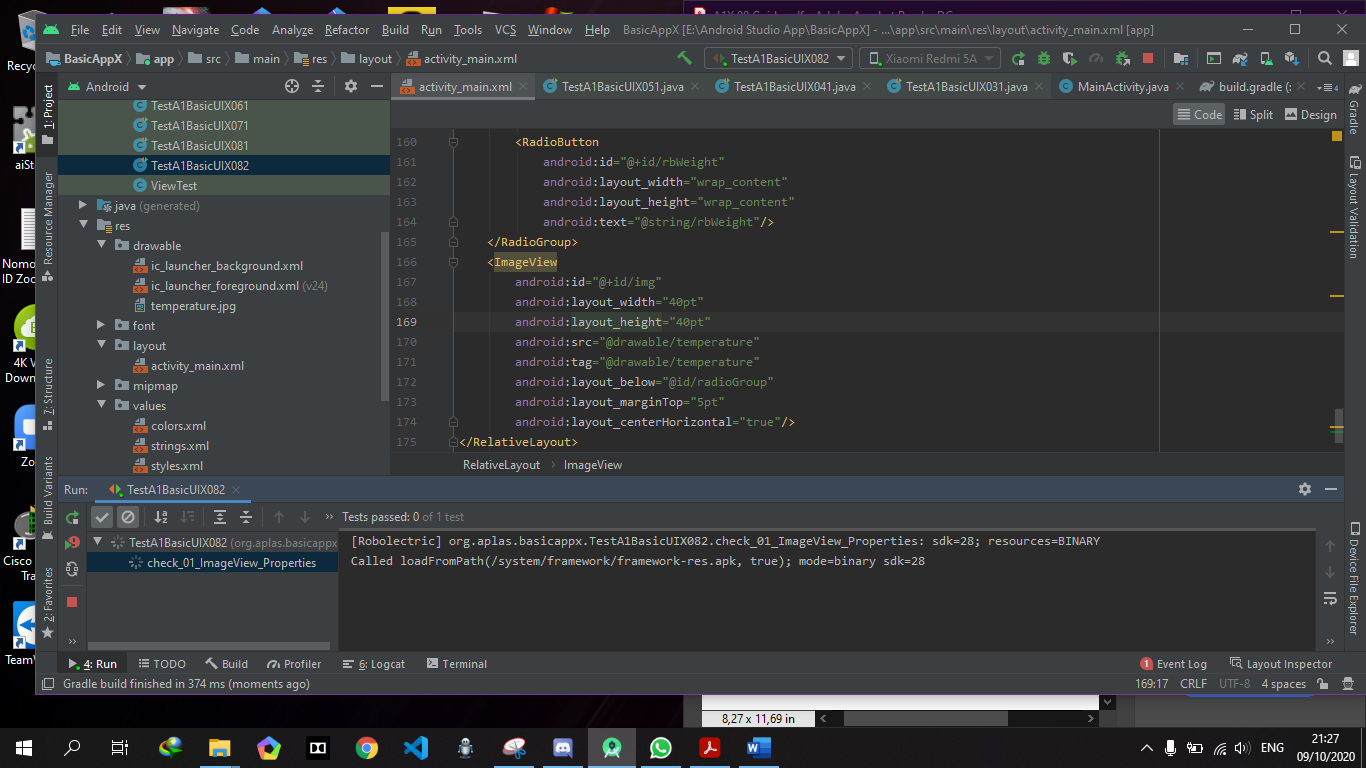 File Edit View Navigate Code Analyze Refactor Build Run Tools VCS Window Help BasicAppX [E:\Android Studio App\BasicAppX] - ...\app\src\main\res\layout\activity_main.xml [app]
BasicAppX app src main res layout activity_main.xml TestA1BasicUIX082 Xiaomi Redmi 5A
Android activity_main.xml TestA1BasicUIX051.java TestA1BasicUIX041.java TestA1BasicUIX031.java MainActivity.java build.gradle (:
Code Split Design
1: Project
Resource Manager
7: Structure
Build Variants
2: Favorites
Gradle
Layout Validation
Device File Explorer
TestA1BasicUIX061
TestA1BasicUIX071
TestA1BasicUIX081
TestA1BasicUIX082
ViewTest
java (generated)
res
drawable
ic_launcher_background.xml
ic_launcher_foreground.xml (v24)
temperature.jpg
font
layout
activity_main.xml
mipmap
values
colors.xml
strings.xml
styles.xml
160 <RadioButton
161 android:id="@+id/rbWeight"
162 android:layout_width="wrap_content"
163 android:layout_height="wrap_content"
164 android:text="@string/rbWeight"/>
165 </RadioGroup>
166 <ImageView
167 android:id="@+id/img"
168 android:layout_width="40pt"
169 android:layout_height="40pt"
170 android:src="@drawable/temperature"
171 android:tag="@drawable/temperature"
172 android:layout_below="@id/radioGroup"
173 android:layout_marginTop="5pt"
174 android:layout_centerHorizontal="true"/>
175 </RelativeLayout>
RelativeLayout ImageView
Run: TestA1BasicUIX082
Tests passed: 0 of 1 test
TestA1BasicUIX082 (org.aplas.basicappx
check_01_ImageView_Properties
[Robolectric] org.aplas.basicappx.TestA1BasicUIX082.check_01_ImageView_Properties: sdk=28; resources=BINARY
Called loadFromPath(/system/framework/framework-res.apk, true); mode=binary sdk=28
4: Run TODO Build Profiler 6: Logcat Terminal 1 Event Log Layout Inspector
Gradle build finished in 374 ms (moments ago) 169:17 CRLF UTF-8 4 spaces
8,27 x 11,69 in
ENG
21:27
09/10/2020